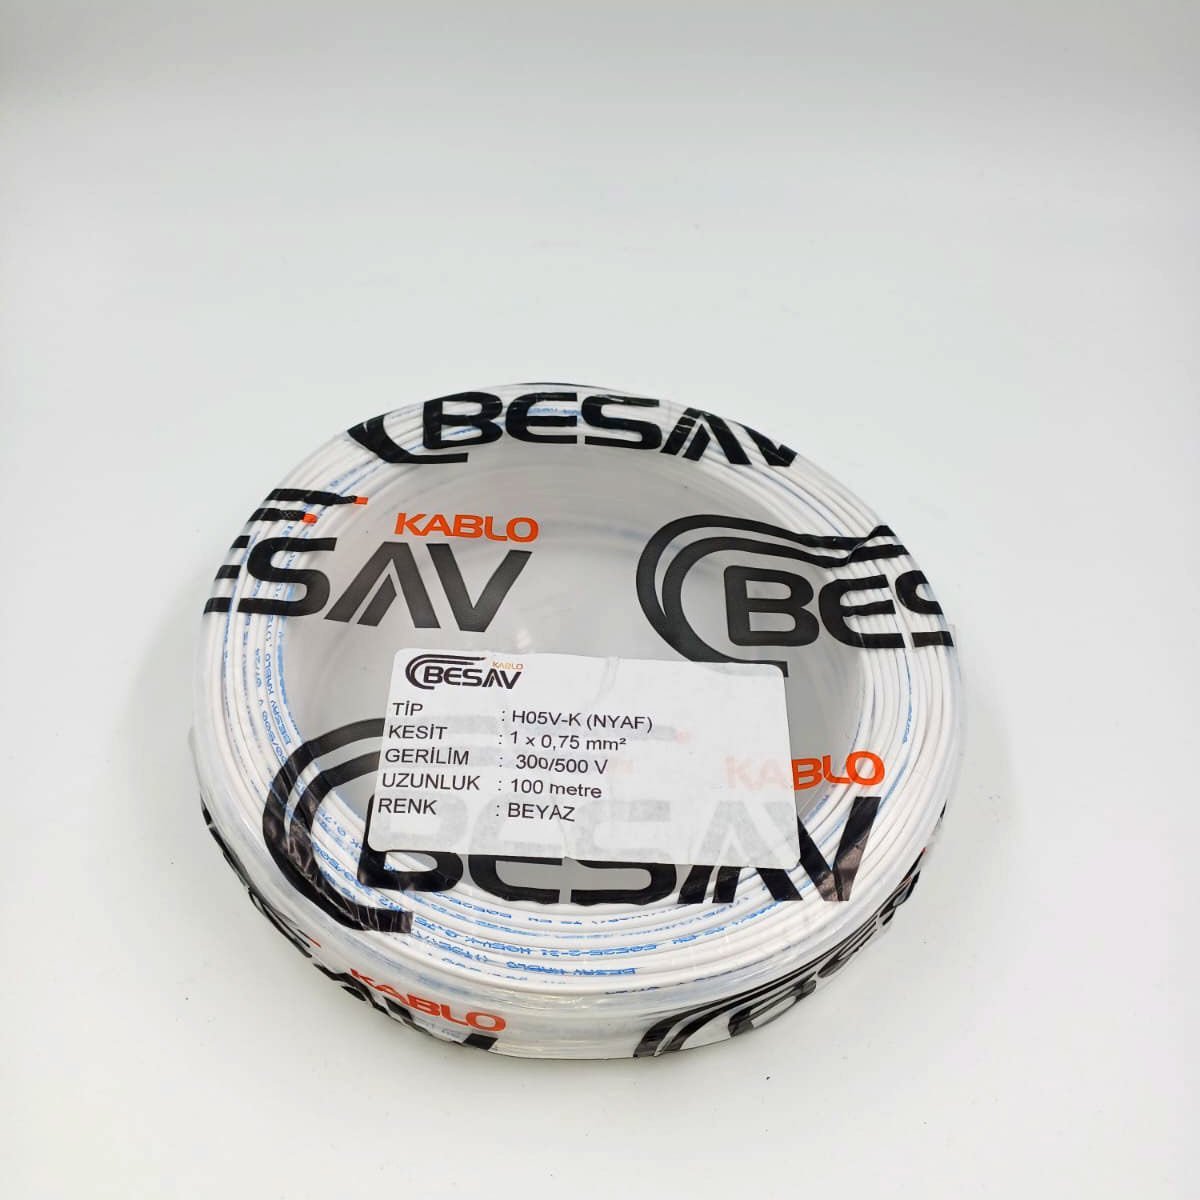 BESAV
KABLO
ESAV
BES
KABLO
BESAV
TİP : H05V-K (NYAF)
KESİT : 1 x 0,75 mm²
GERİLİM : 300/500 V
UZUNLUK : 100 metre
RENK : BEYAZ
KABLO
BESAV
BESAV KABLO
KABLO